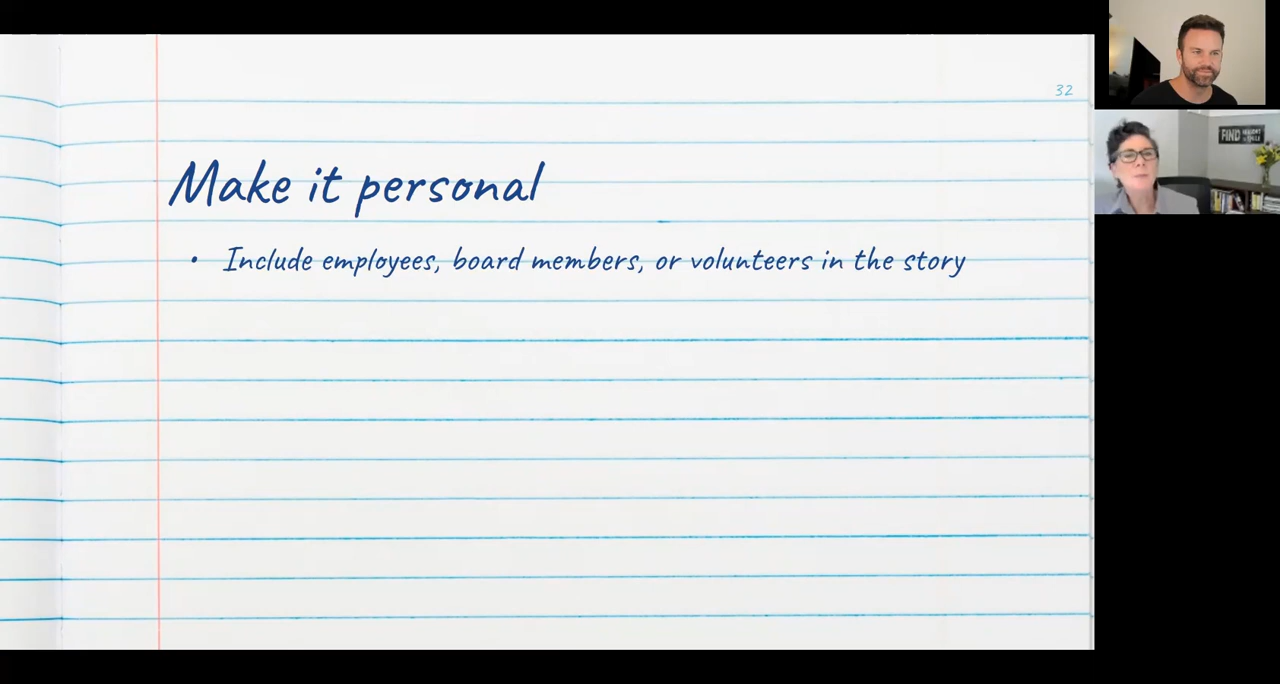 32
Make it personal
• Include employees, board members, or volunteers in the story
FIND